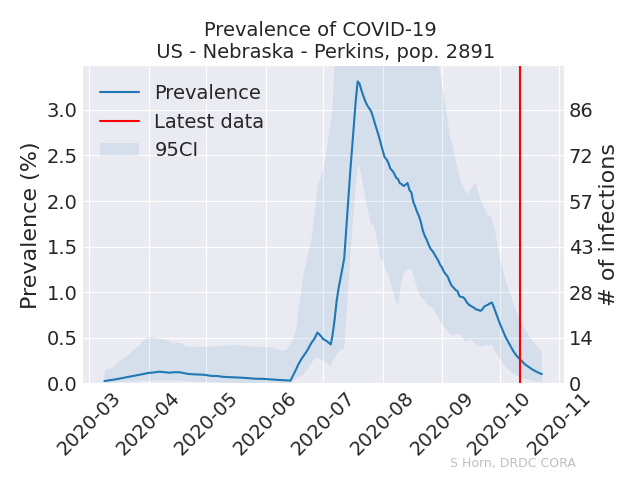 Prevalence of COVID-19
US - Nebraska - Perkins, pop. 2891
Prevalence
Latest data
95CI
Prevalence (%)
3.0
2.5
2.0
1.5
1.0
0.5
0.0
86
72
57
43
28
14
0
# of infections
2020-03
2020-04
2020-05
2020-06
2020-07
2020-08
2020-09
2020-10
2020-11
S Horn, DRDC CORA